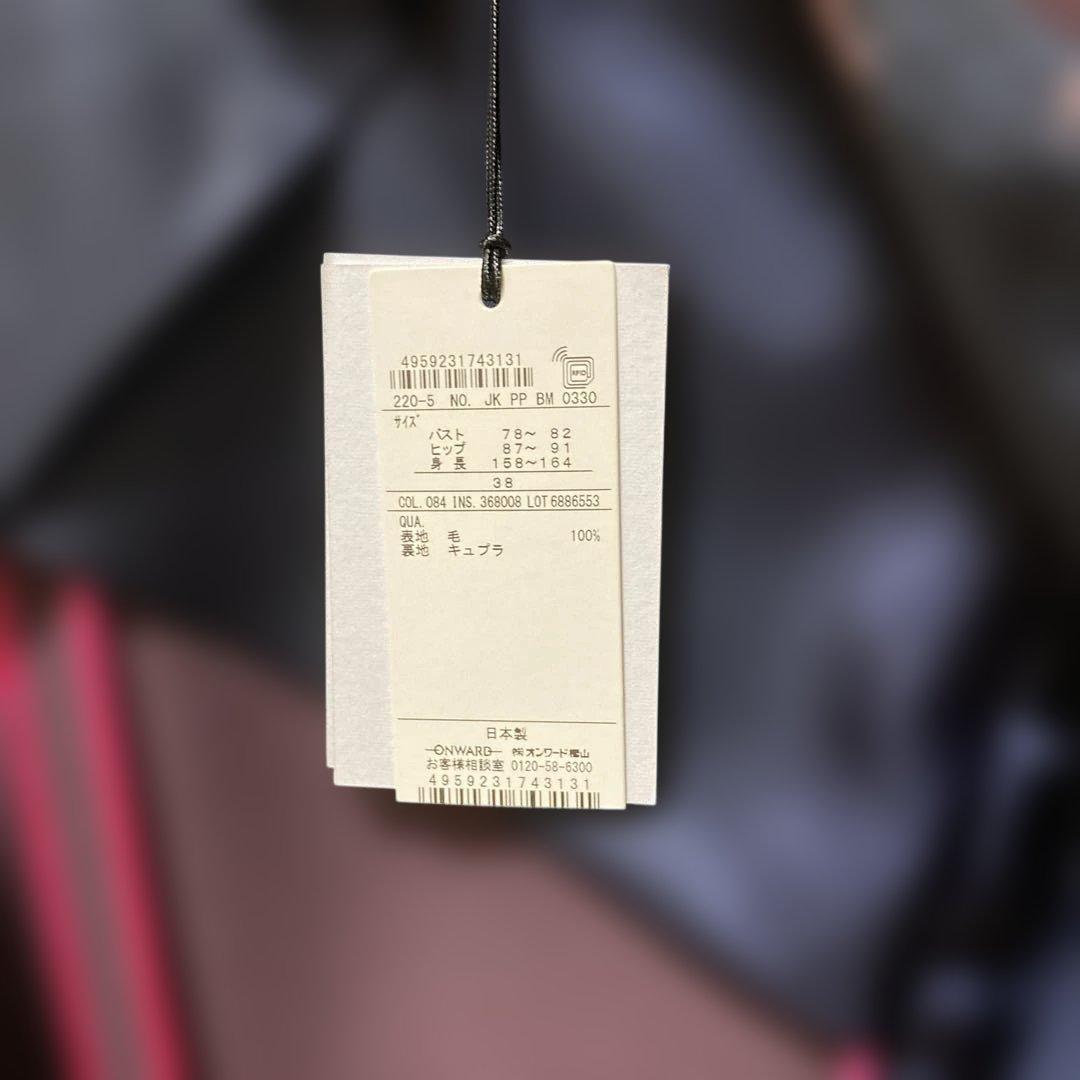 4959231743131
RFID
220-5 NO. JK PP BM 0330
サイズ
バスト 78～ 82
ヒップ 87～ 91
身長 158～164
38
COL. 084 INS. 368008 LOT 6886553
QUA.
表地 毛 100%
裏地 キュプラ
日本製
ONWARD ㈱オンワード樫山
お客様相談室 0120-58-6300
4959231743131